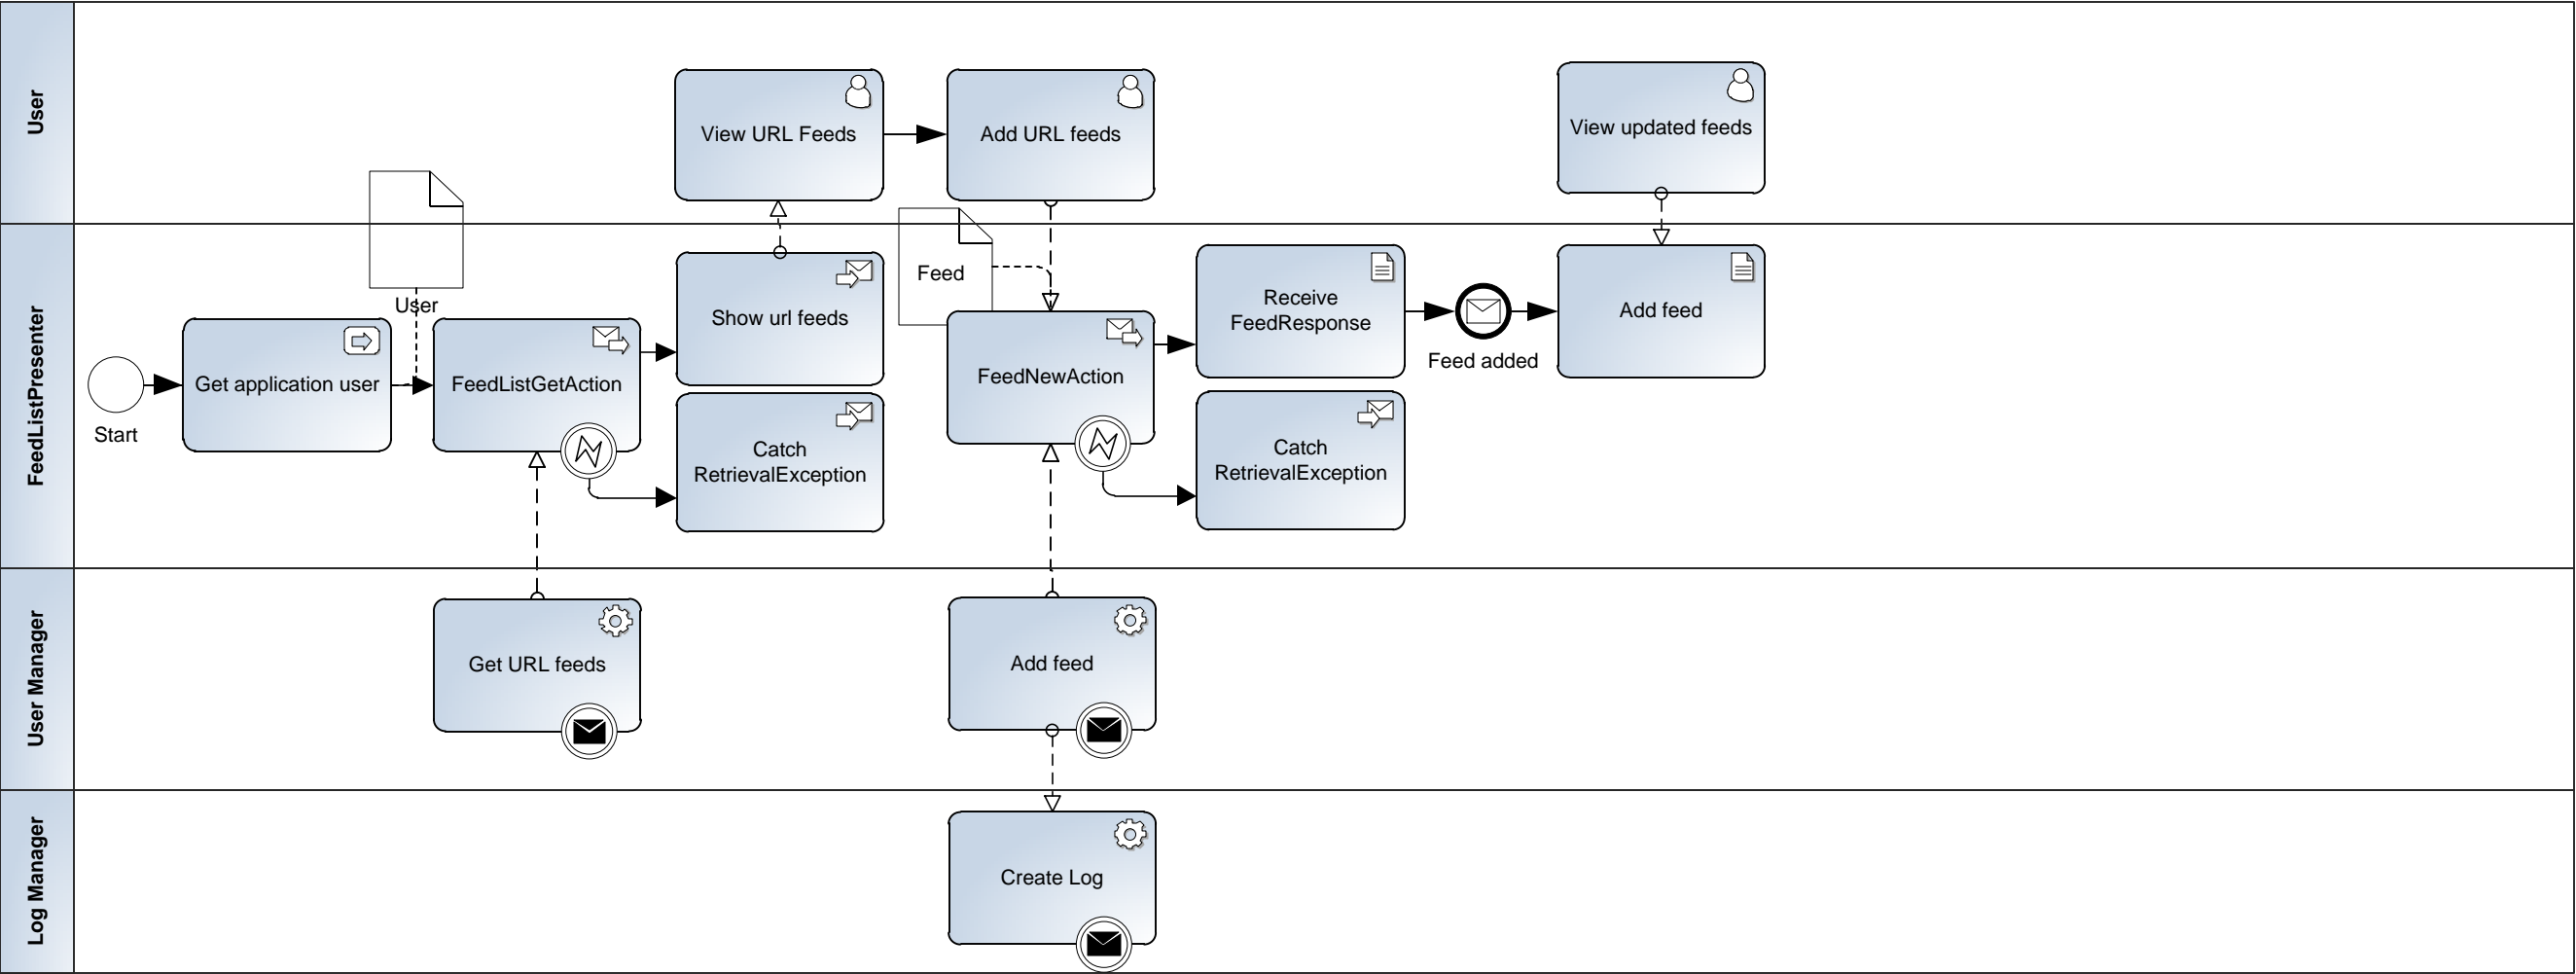 User
View URL Feeds
Add URL feeds
View updated feeds
FeedListPresenter
User
Feed
Start
Get application user
FeedListGetAction
Show url feeds
Catch
RetrievalException
FeedNewAction
Receive
FeedResponse
Catch
RetrievalException
Feed added
Add feed
User Manager
Get URL feeds
Add feed
Log Manager
Create Log